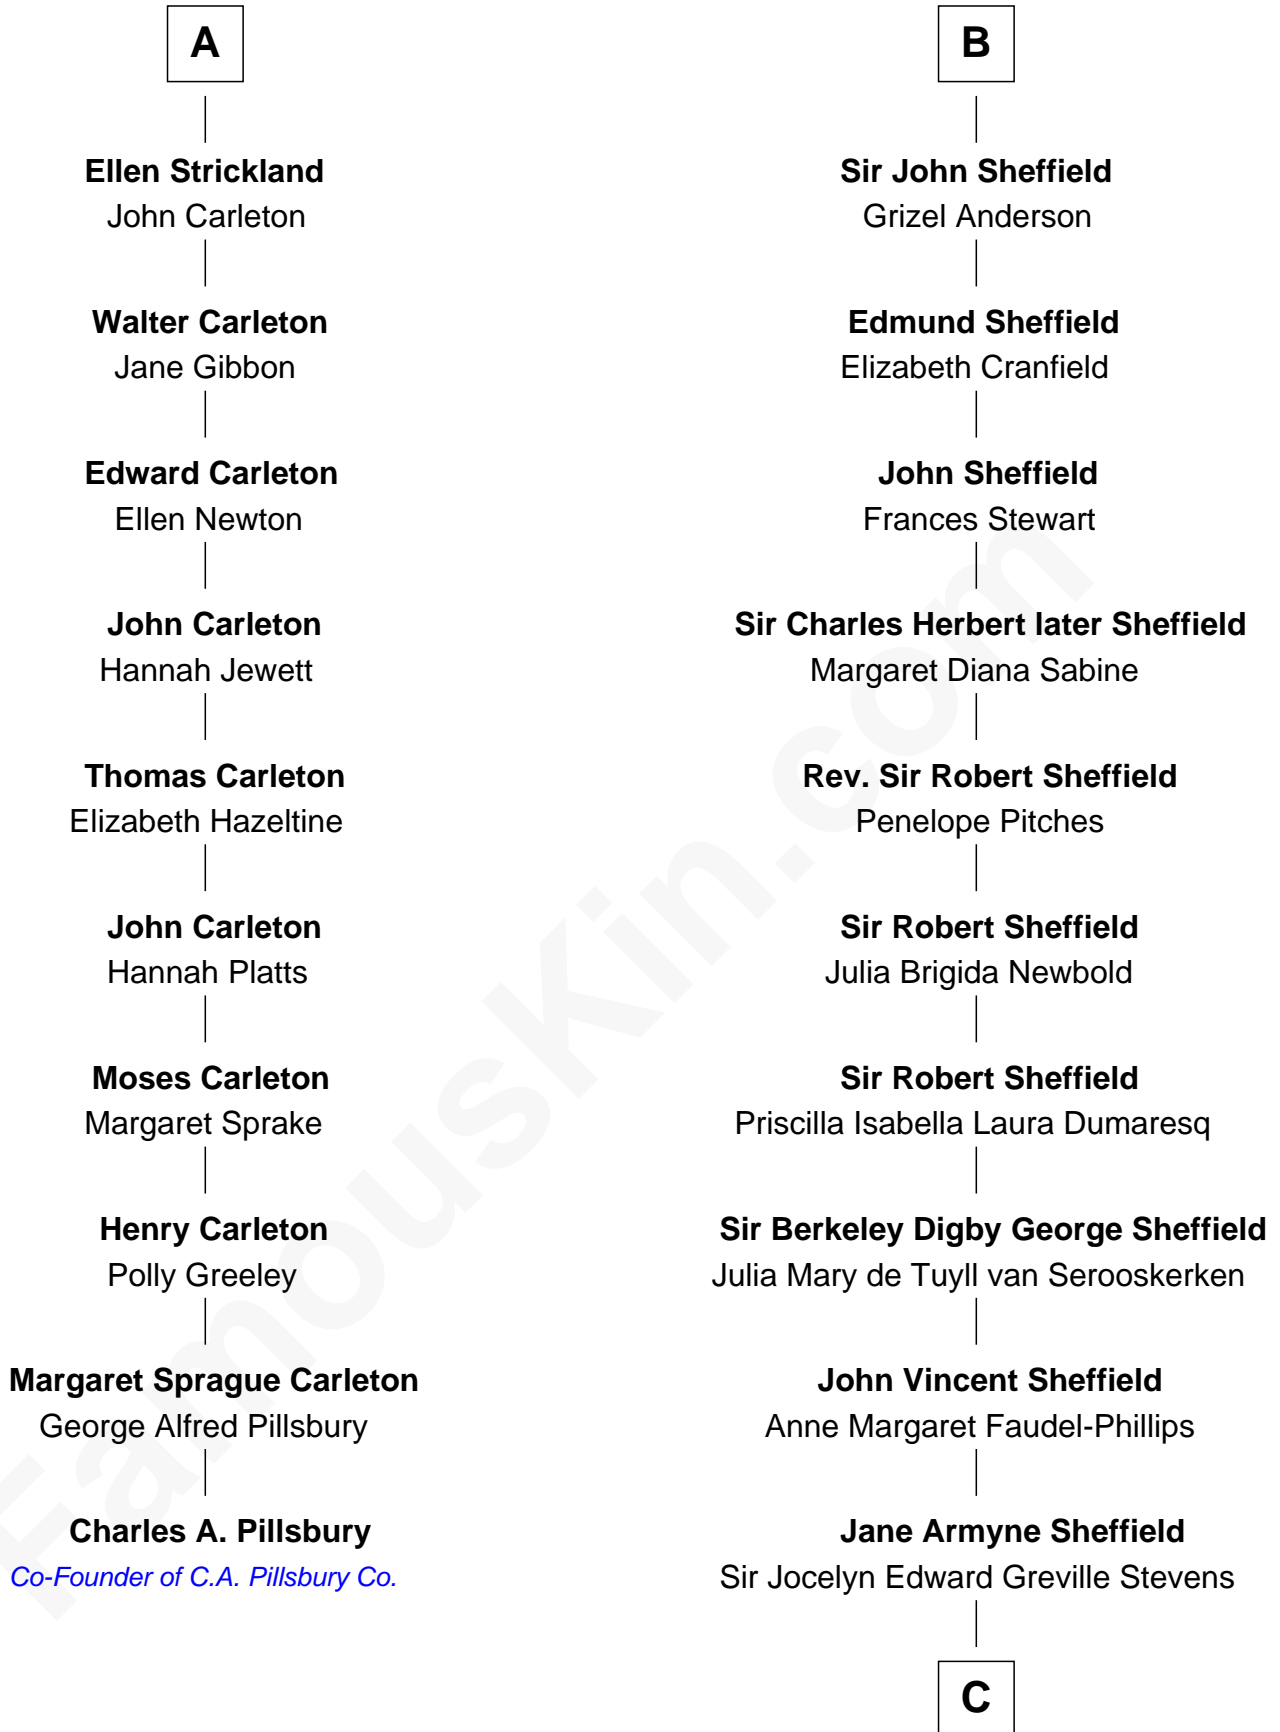 A
Ellen Strickland
John Carleton
Walter Carleton
Jane Gibbon
Edward Carleton
Ellen Newton
John Carleton
Hannah Jewett
Thomas Carleton
Elizabeth Hazeltine
John Carleton
Hannah Platts
Moses Carleton
Margaret Sprake
Henry Carleton
Polly Greeley
Margaret Sprague Carleton
George Alfred Pillsbury
Charles A. Pillsbury
Co-Founder of C.A. Pillsbury Co.
B
Sir John Sheffield
Grizel Anderson
Edmund Sheffield
Elizabeth Cranfield
John Sheffield
Frances Stewart
Sir Charles Herbert later Sheffield
Margaret Diana Sabine
Rev. Sir Robert Sheffield
Penelope Pitches
Sir Robert Sheffield
Julia Brigida Newbold
Sir Robert Sheffield
Priscilla Isabella Laura Dumaresq
Sir Berkeley Digby George Sheffield
Julia Mary de Tuyll van Serooskerken
John Vincent Sheffield
Anne Margaret Faudel-Phillips
Jane Armyne Sheffield
Sir Jocelyn Edward Greville Stevens
C
FamousKin.com